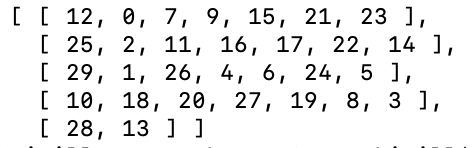 [ [ 12, 0, 7, 9, 15, 21, 23 ],
[ 25, 2, 11, 16, 17, 22, 14 ],
[ 29, 1, 26, 4, 6, 24, 5 ],
[ 10, 18, 20, 27, 19, 8, 3 ],
[ 28, 13 ] ]